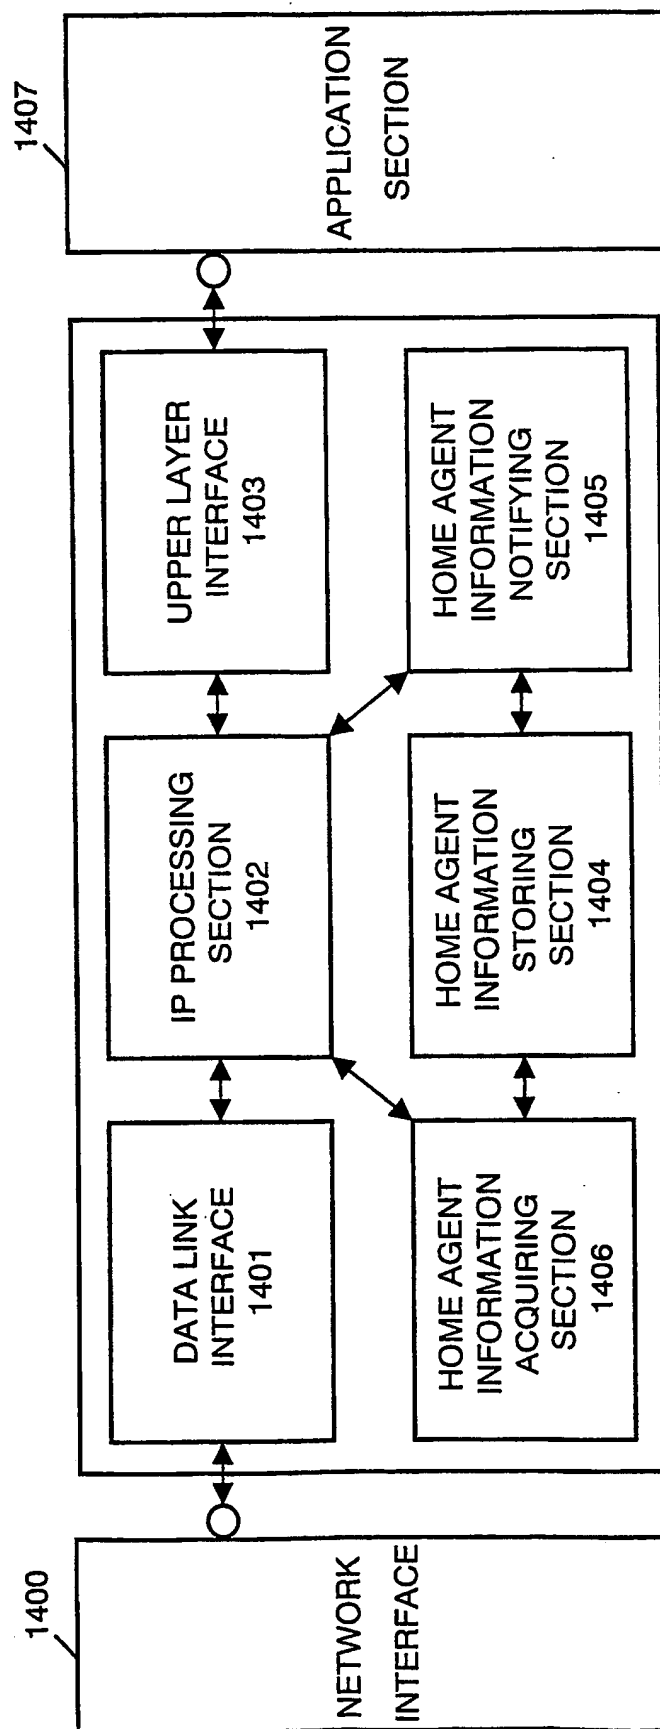 1400
NETWORK
INTERFACE
DATA LINK
INTERFACE
1401
IP PROCESSING
SECTION
1402
UPPER LAYER
INTERFACE
1403
HOME AGENT
INFORMATION
ACQUIRING
SECTION
1406
HOME AGENT
INFORMATION
STORING
SECTION
1404
HOME AGENT
INFORMATION
NOTIFYING
SECTION
1405
1407
APPLICATION
SECTION